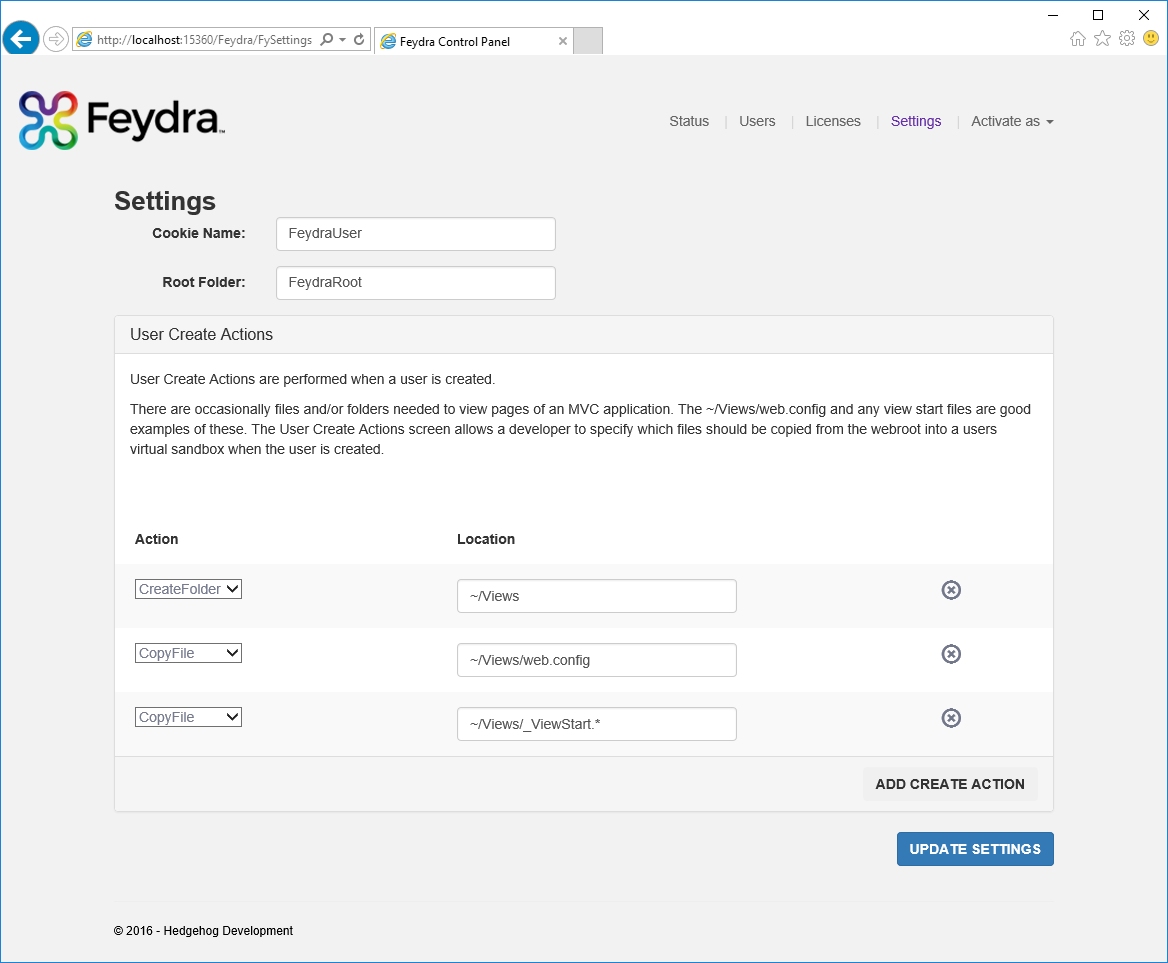 http://localhost:15360/Feydra/FySettings
Feydra Control Panel
Feydra™
Status
Users
Licenses
Settings
Activate as
Settings
Cookie Name:
FeydraUser
Root Folder:
FeydraRoot
User Create Actions
User Create Actions are performed when a user is created.
There are occasionally files and/or folders needed to view pages of an MVC application. The ~/Views/web.config and any view start files are good
examples of these. The User Create Actions screen allows a developer to specify which files should be copied from the webroot into a users
virtual sandbox when the user is created.
Action
Location
CreateFolder
~/Views
CopyFile
~/Views/web.config
CopyFile
~/Views/_ViewStart.*
ADD CREATE ACTION
UPDATE SETTINGS
© 2016 - Hedgehog Development